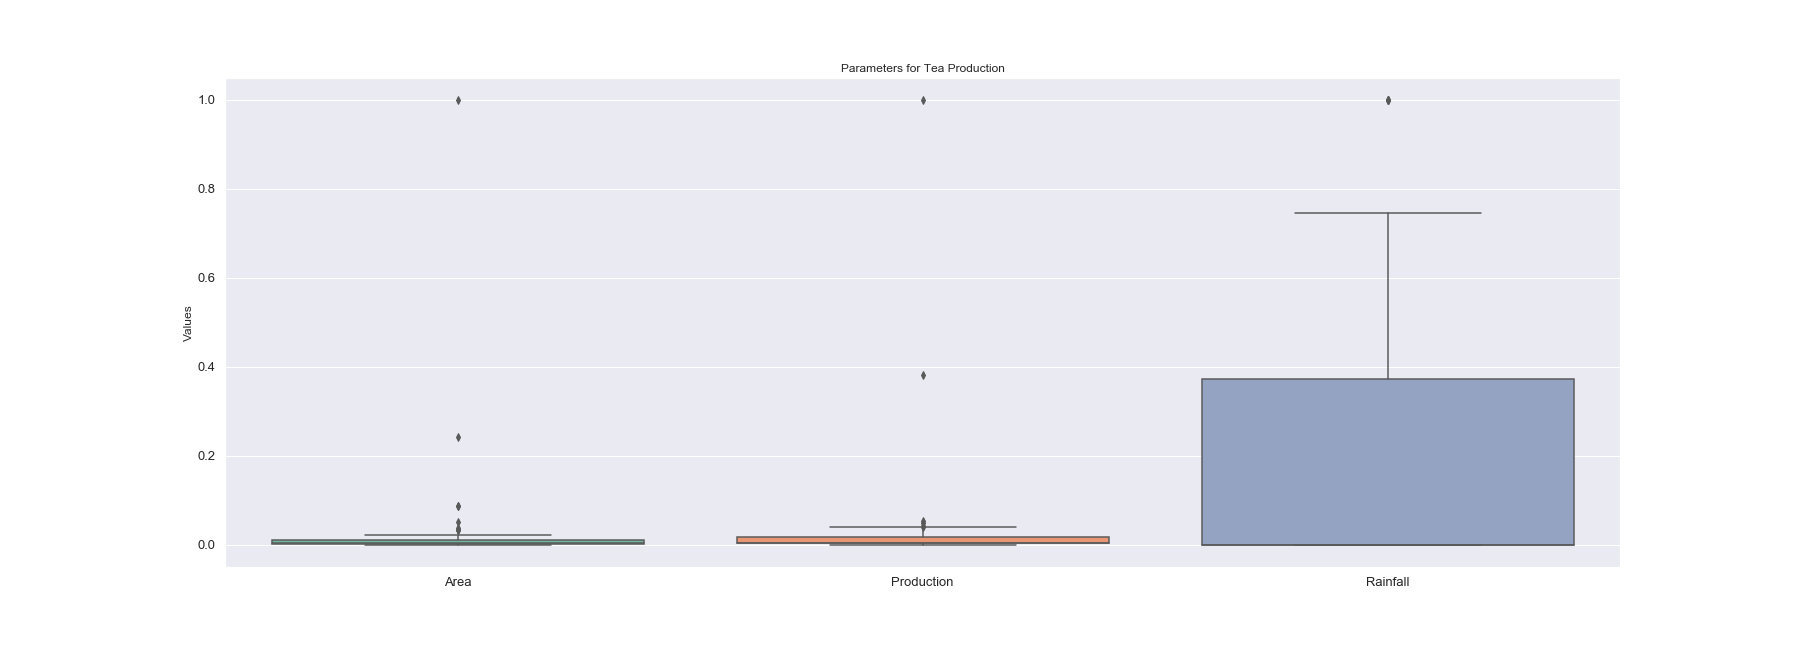 Parameters for Tea Production
1.0
0.8
0.6
0.4
0.2
0.0
Values
Area
Production
Rainfall